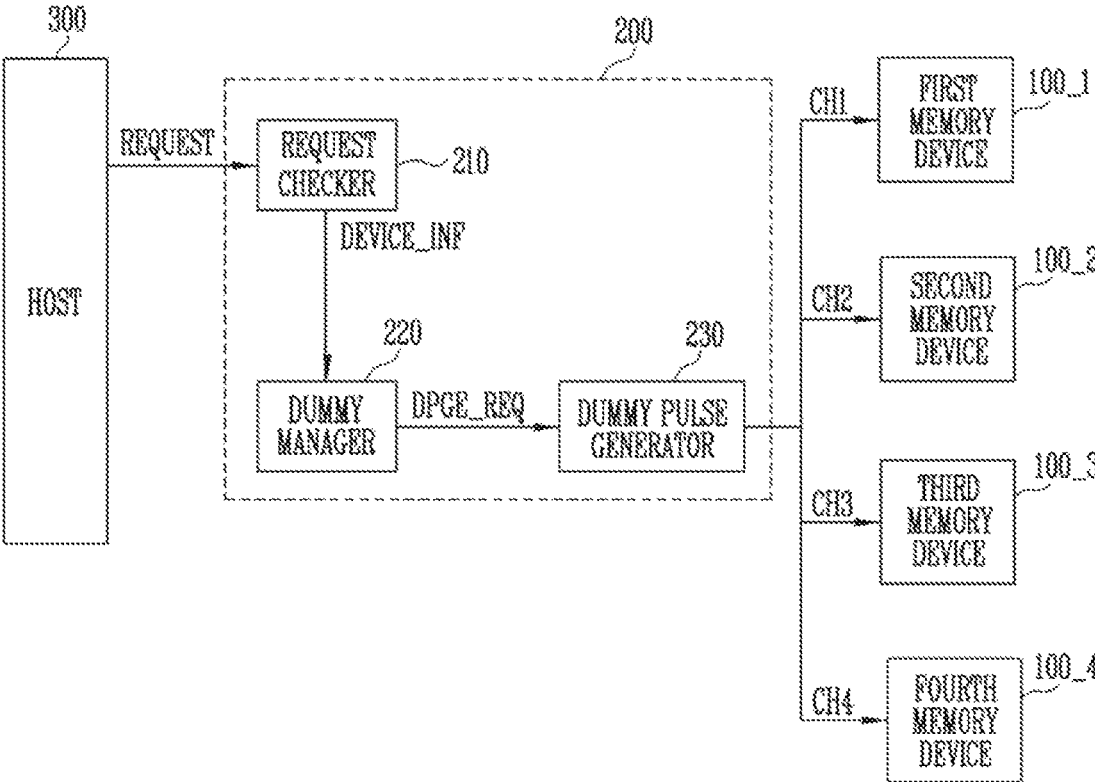 300
200
HOST
REQUEST
REQUEST
CHECKER
210
DEVICE_INF
220
DUMMY
MANAGER
DPGE_REQ
230
DUMMY PULSE
GENERATOR
CH1
FIRST
MEMORY
DEVICE
100_1
CH2
SECOND
MEMORY
DEVICE
100_2
CH3
THIRD
MEMORY
DEVICE
100_3
CH4
FOURTH
MEMORY
DEVICE
100_4